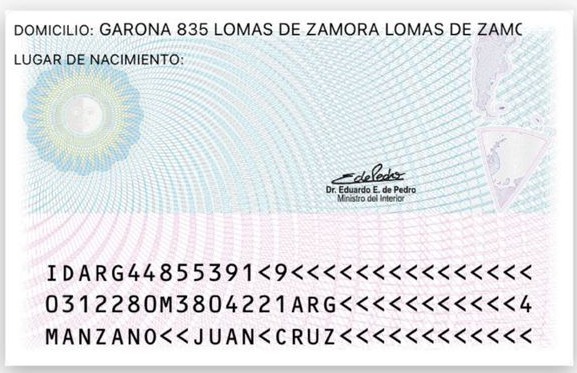 DOMICILIO: GARONA 835 LOMAS DE ZAMORA LOMAS DE ZAMC
LUGAR DE NACIMIENTO:
Dr. Eduardo E. de Pedro
Ministro del Interior
IDARG44855391<9<<<<<<<<<<<<<<<
0312280M3804221ARG<<<<<<<<<<<4
MANZANO<<JUAN<CRUZ<<<<<<<<<<<<